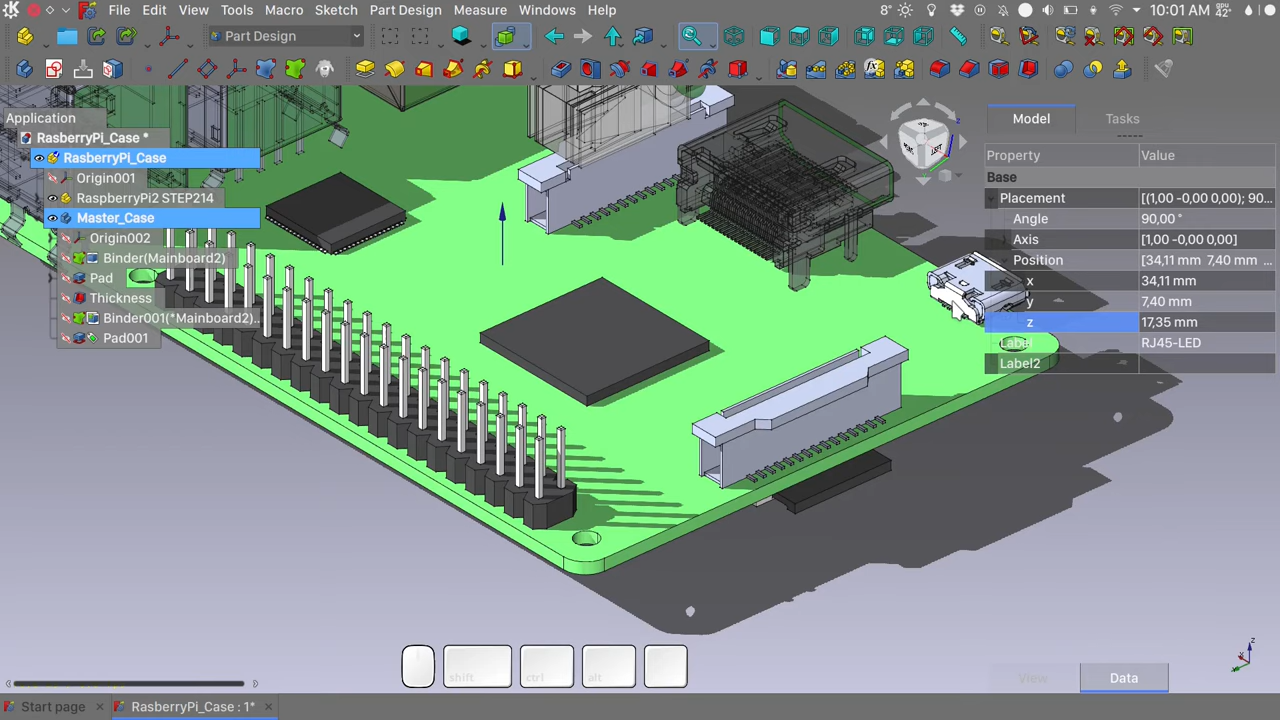 File Edit View Tools Macro Sketch Part Design Measure Windows Help
8° 10:01 AM GPU 42°
Part Design
Application
RasberryPi_Case *
RasberryPi_Case
Origin001
RaspberryPi2 STEP214
Master_Case
Origin002
Binder(Mainboard2)
Pad
Thickness
Binder001(*Mainboard2)..
Pad001
Model Tasks
Property Value
Base
Placement [(1,00 -0,00 0,00); 90...
Angle 90,00 °
Axis [1,00 -0,00 0,00]
Position [34,11 mm 7,40 mm ...
x 34,11 mm
y 7,40 mm
z 17,35 mm
Label RJ45-LED
Label2
shift ctrl alt
View Data
Start page × RasberryPi_Case : 1* ×